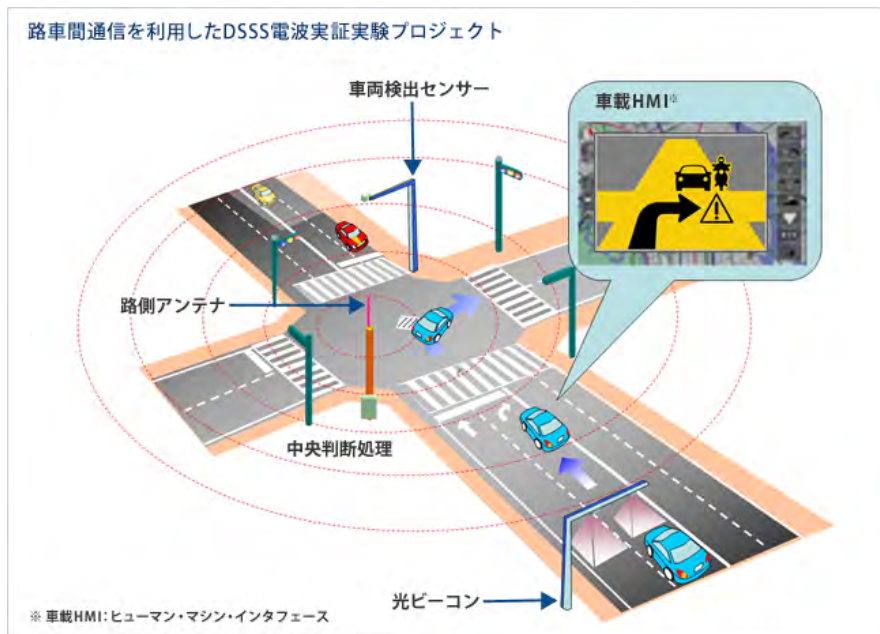 路車間通信を利用したDSSS電波実証実験プロジェクト
車両検出センサー
車載HMI※
路側アンテナ
中央判断処理
光ビーコン
※ 車載HMI:ヒューマン・マシン・インタフェース